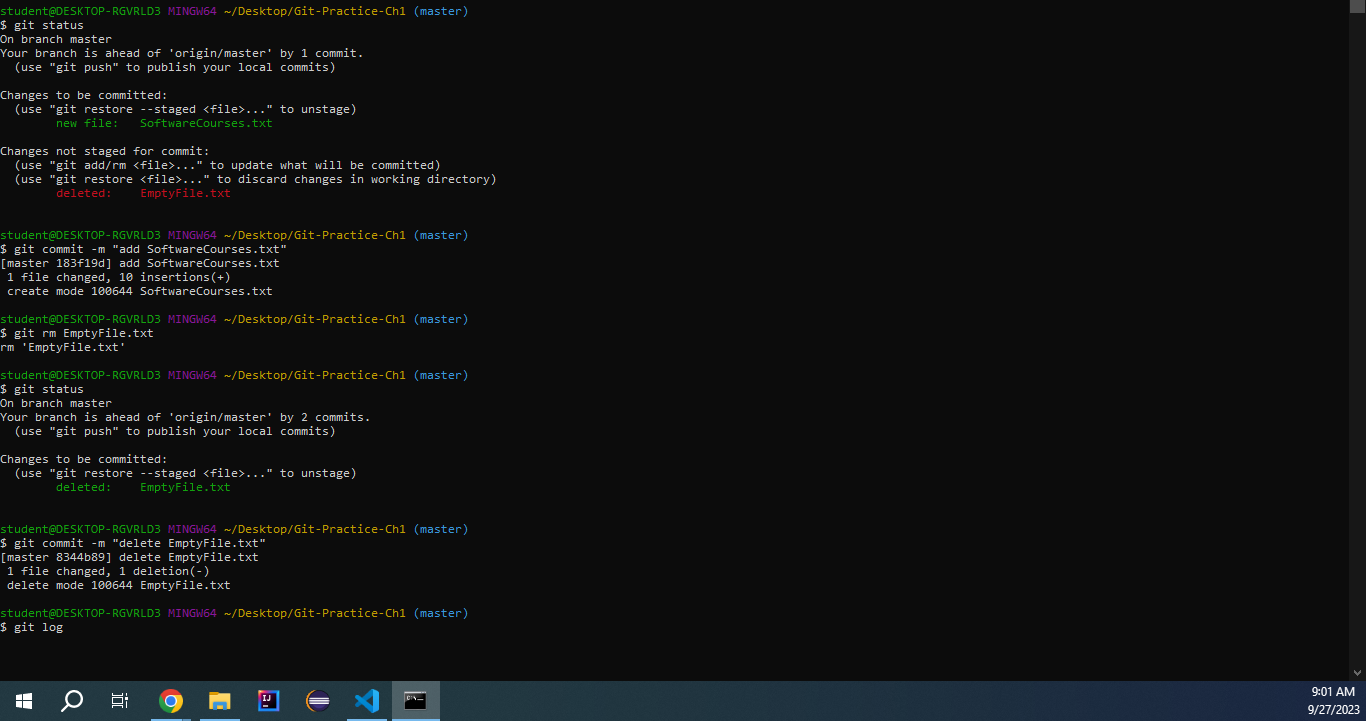 student@DESKTOP-RGVRLD3 MINGW64 ~/Desktop/Git-Practice-Ch1 (master)
$ git status
On branch master
Your branch is ahead of 'origin/master' by 1 commit.
  (use "git push" to publish your local commits)

Changes to be committed:
  (use "git restore --staged <file>..." to unstage)
        new file:   SoftwareCourses.txt

Changes not staged for commit:
  (use "git add/rm <file>..." to update what will be committed)
  (use "git restore <file>..." to discard changes in working directory)
        deleted:    EmptyFile.txt

student@DESKTOP-RGVRLD3 MINGW64 ~/Desktop/Git-Practice-Ch1 (master)
$ git commit -m "add SoftwareCourses.txt"
[master 183f19d] add SoftwareCourses.txt
 1 file changed, 10 insertions(+)
 create mode 100644 SoftwareCourses.txt

student@DESKTOP-RGVRLD3 MINGW64 ~/Desktop/Git-Practice-Ch1 (master)
$ git rm EmptyFile.txt
rm 'EmptyFile.txt'

student@DESKTOP-RGVRLD3 MINGW64 ~/Desktop/Git-Practice-Ch1 (master)
$ git status
On branch master
Your branch is ahead of 'origin/master' by 2 commits.
  (use "git push" to publish your local commits)

Changes to be committed:
  (use "git restore --staged <file>..." to unstage)
        deleted:    EmptyFile.txt

student@DESKTOP-RGVRLD3 MINGW64 ~/Desktop/Git-Practice-Ch1 (master)
$ git commit -m "delete EmptyFile.txt"
[master 8344b89] delete EmptyFile.txt
 1 file changed, 1 deletion(-)
 delete mode 100644 EmptyFile.txt

student@DESKTOP-RGVRLD3 MINGW64 ~/Desktop/Git-Practice-Ch1 (master)
$ git log
IJ
C:\.
9:01 AM
9/27/2023